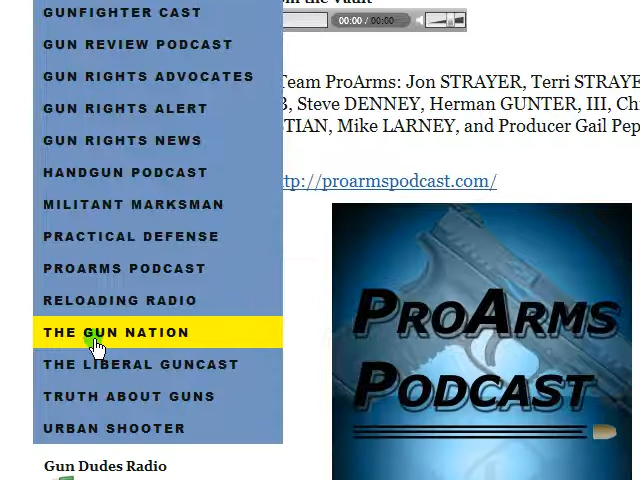 GUNFIGHTER CAST
GUN REVIEW PODCAST
GUN RIGHTS ADVOCATES
GUN RIGHTS ALERT
GUN RIGHTS NEWS
HANDGUN PODCAST
MILITANT MARKSMAN
PRACTICAL DEFENSE
PROARMS PODCAST
RELOADING RADIO
THE GUN NATION
THE LIBERAL GUNCAST
TRUTH ABOUT GUNS
URBAN SHOOTER
Gun Dudes Radio
the Vault
00:00 / 00:00
Team ProArms: Jon STRAYER, Terri STRAYE
B, Steve DENNEY, Herman GUNTER, III, Ch
STIAN, Mike LARNEY, and Producer Gail Pep
ttp://proarmspodcast.com/
PROARMS
PODCAST